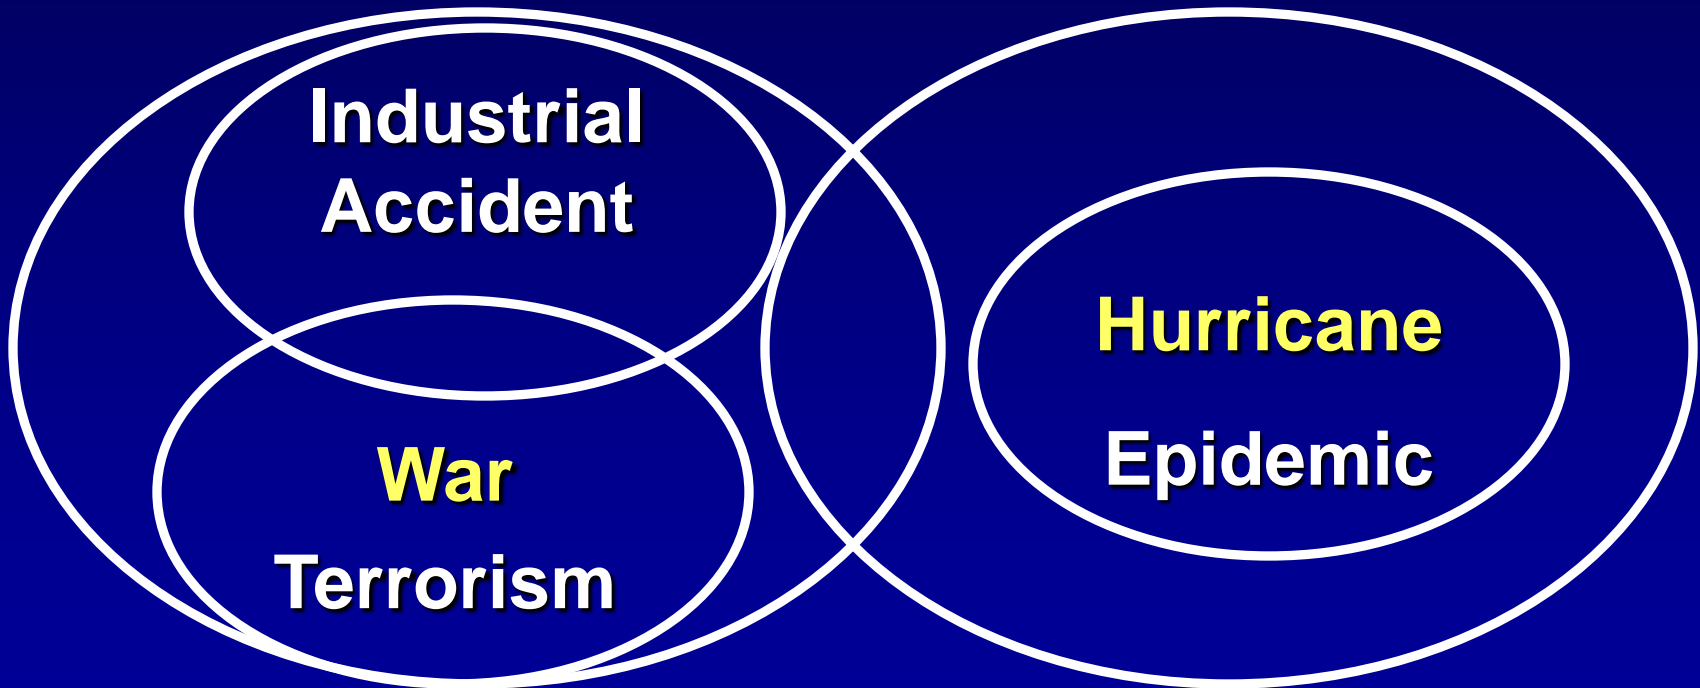 Industrial
Accident
War
Terrorism
Hurricane
Epidemic